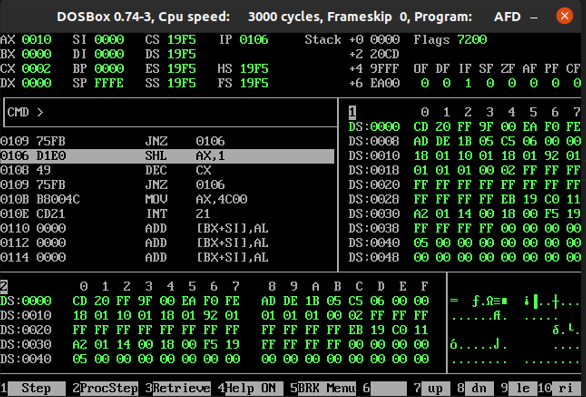 DOSBox 0.74-3, Cpu speed: 3000 cycles, Frameskip 0, Program: AFD
AX 0010 SI 0000 CS 19F5 IP 0106 Stack +0 0000 Flags 7200
BX 0000 DI 0000 DS 19F5 +2 20CD
CX 0002 BP 0000 ES 19F5 HS 19F5 +4 9FFF OF DF IF SF ZF AF PF CF
DX 0000 SP FFFE SS 19F5 FS 19F5 +6 EA00 0 0 1 0 0 0 0 0
CMD >
1 0 1 2 3 4 5 6 7
DS:0000 CD 20 FF 9F 00 EA F0 FE
0109 75FB JNZ 0106 DS:0008 AD DE 1B 05 C5 06 00 00
0106 D1E0 SHL AX,1 DS:0010 18 01 10 01 18 01 92 01
0108 49 DEC CX DS:0018 01 01 01 00 02 FF FF FF
0109 75FB JNZ 0106 DS:0020 FF FF FF FF FF FF FF FF
010B B8004C MOV AX,4C00 DS:0028 FF FF FF FF EB 19 C0 11
010E CD21 INT 21 DS:0030 A2 01 14 00 18 00 F5 19
0110 0000 ADD [BX+SI],AL DS:0038 FF FF FF FF 00 00 00 00
0112 0000 ADD [BX+SI],AL DS:0040 05 00 00 00 00 00 00 00
0114 0000 ADD [BX+SI],AL DS:0048 00 00 00 00 00 00 00 00
2 0 1 2 3 4 5 6 7 8 9 A B C D E F
DS:0000 CD 20 FF 9F 00 EA F0 FE AD DE 1B 05 C5 06 00 00
DS:0010 18 01 10 01 18 01 92 01 01 01 01 00 02 FF FF FF
DS:0020 FF FF FF FF FF FF FF FF FF FF FF FF EB 19 C0 11
DS:0030 A2 01 14 00 18 00 F5 19 FF FF FF FF 00 00 00 00
DS:0040 05 00 00 00 00 00 00 00 00 00 00 00 00 00 00 00
1 Step 2ProcStep 3Retrieve 4Help ON 5BRK Menu 6 7 up 8 dn 9 le 0 ri